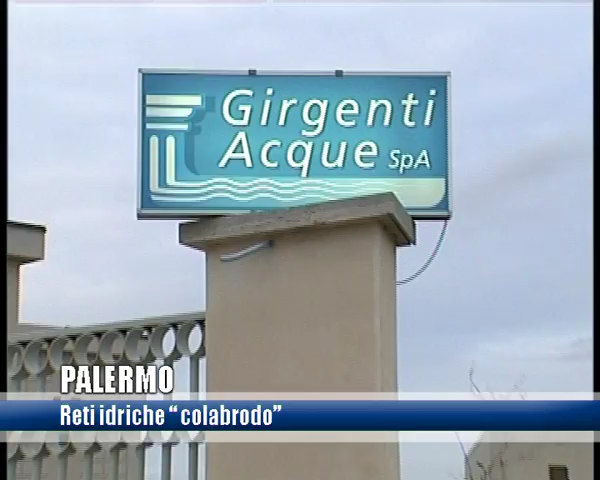 Girgenti
Acque SpA
PALERMO
Reti idriche “ colabrodo”